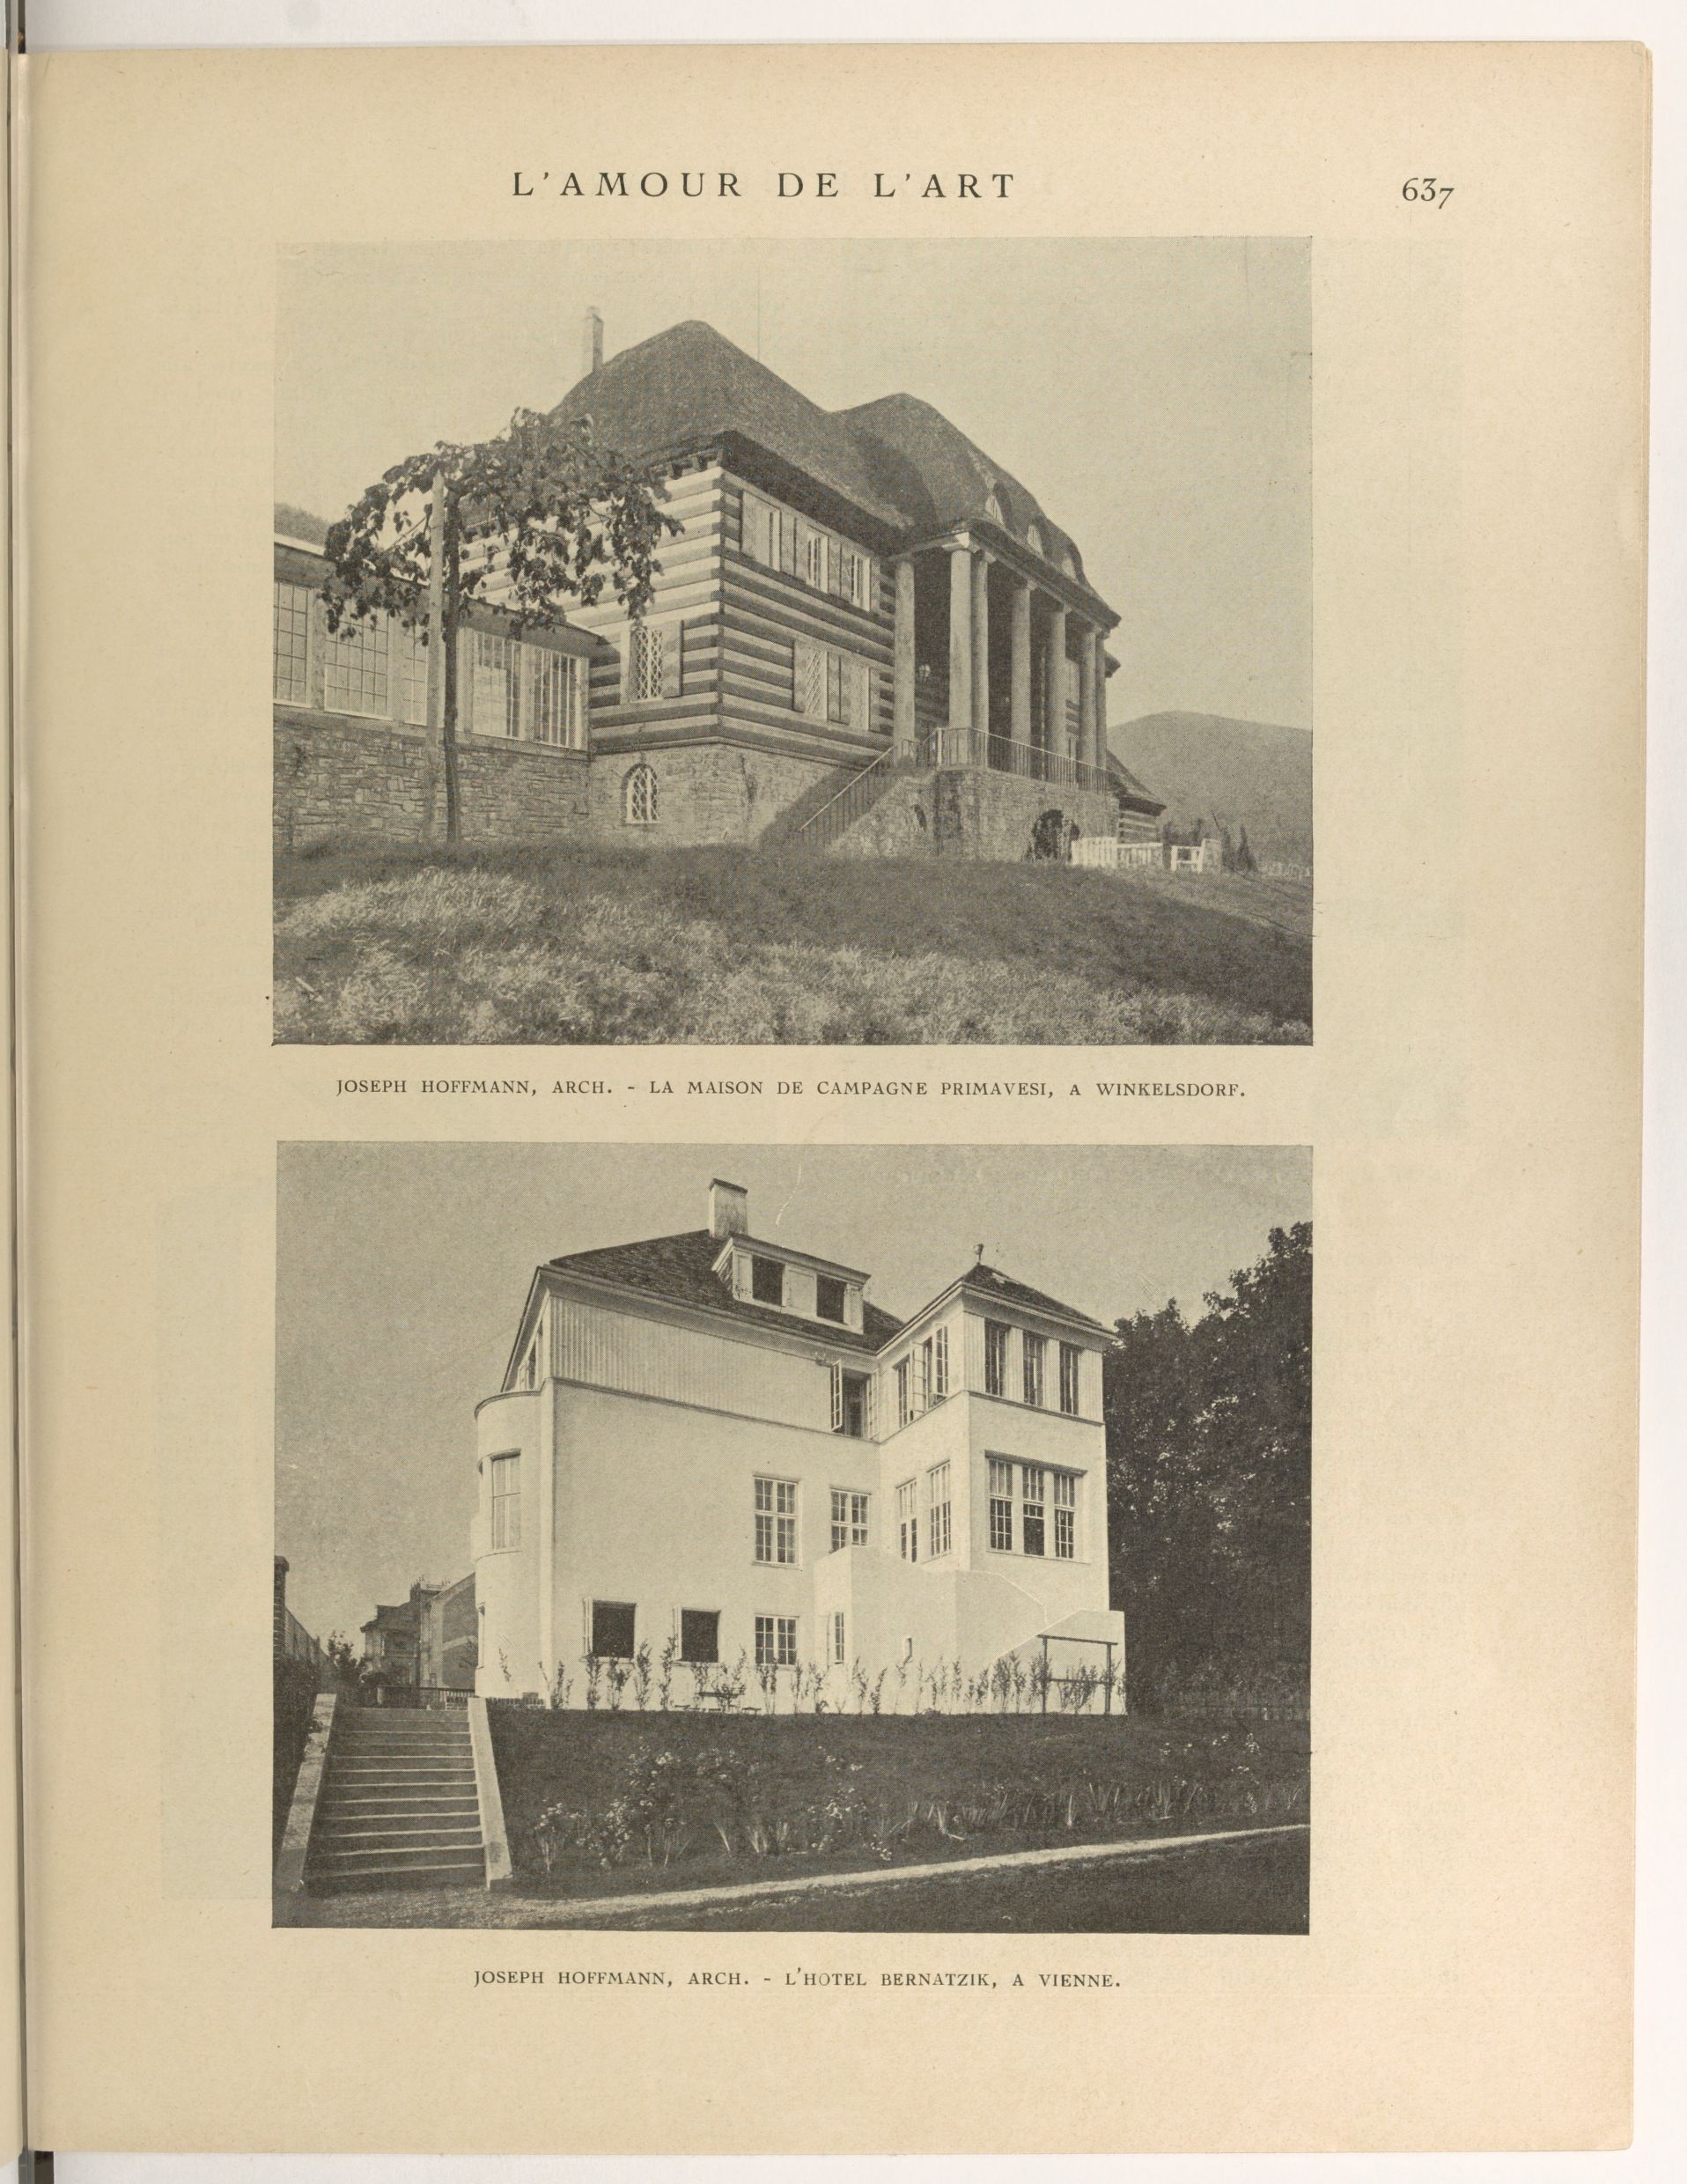 L'AMOUR DE L'ART
637
JOSEPH HOFFMANN, ARCH. - LA MAISON DE CAMPAGNE PRIMAVESI, A WINKELSDORF.
JOSEPH HOFFMANN, ARCH. - L'HOTEL BERNATZIK, A VIENNE.